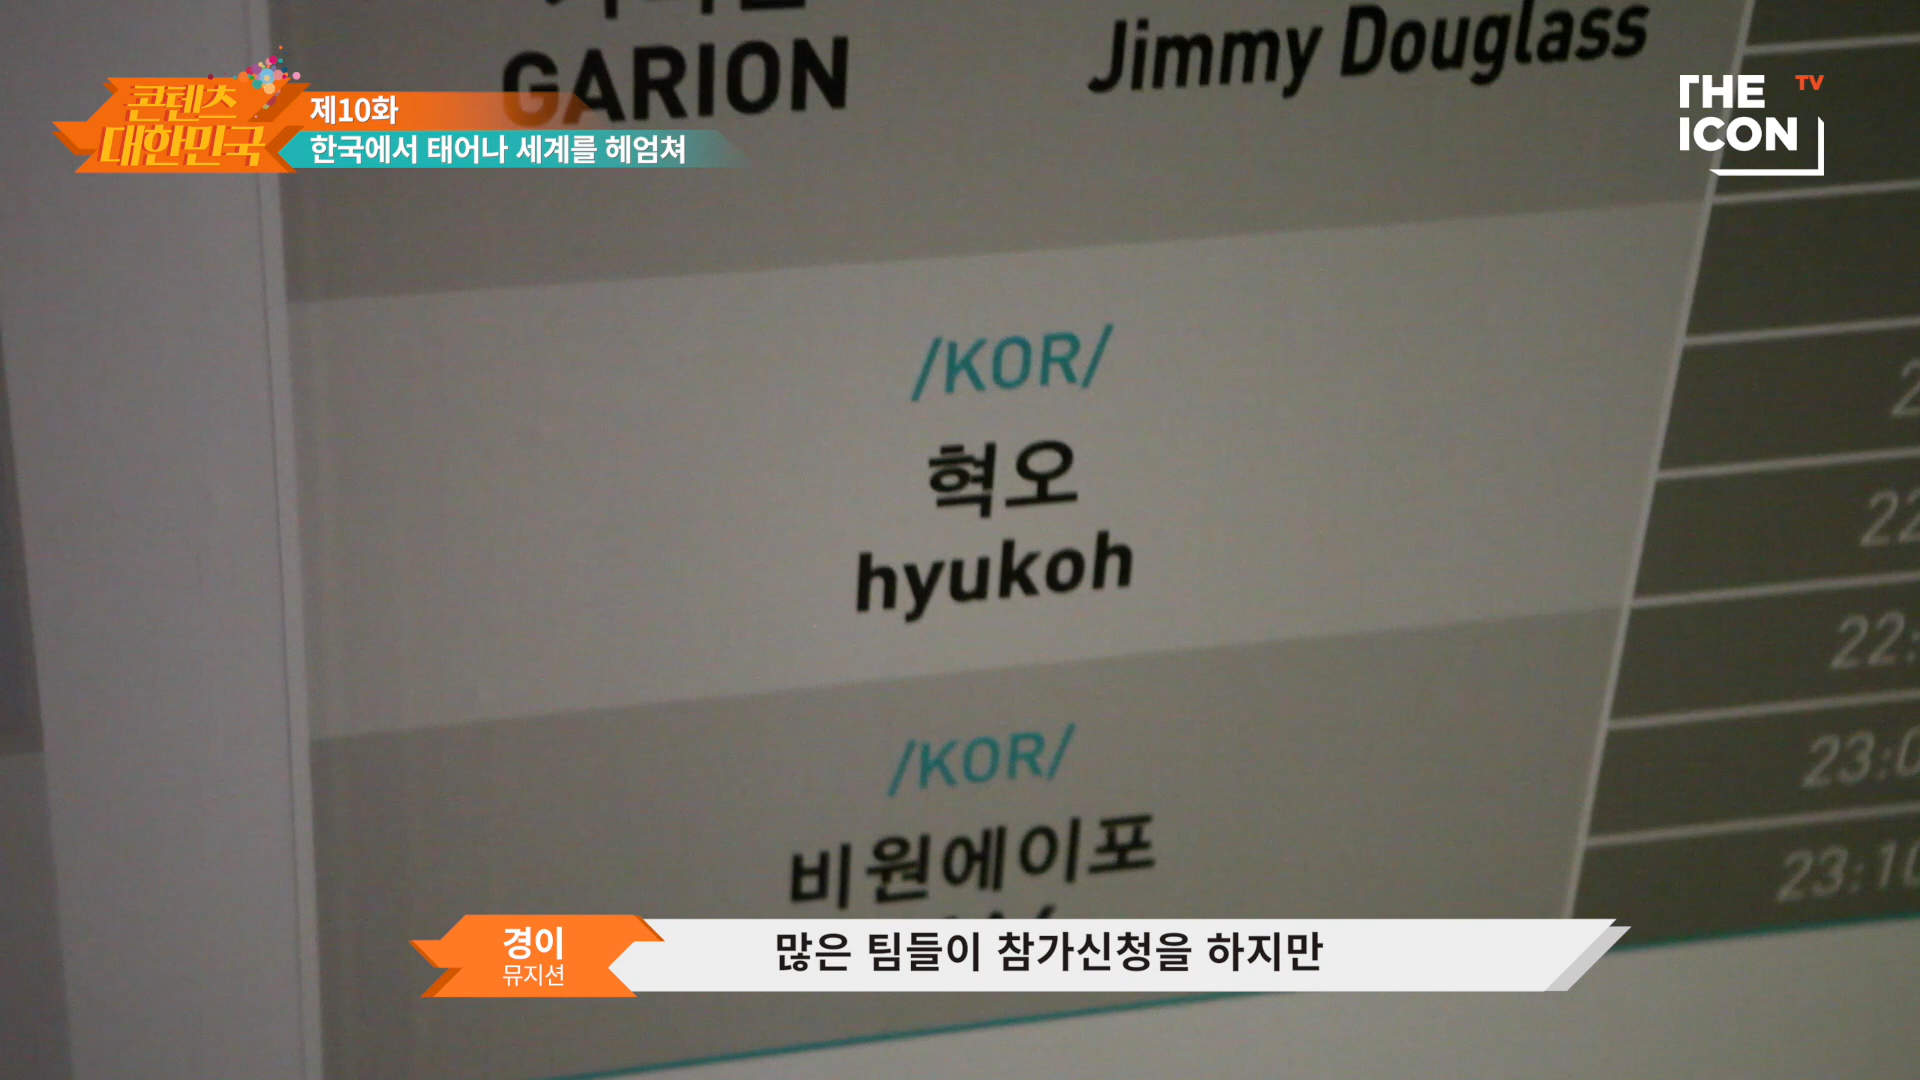 GARION
Jimmy Douglass
콘텐츠
대한민국
제10화
한국에서 태어나 세계를 헤엄쳐
THE
ICON
TV
/KOR/
혁오
hyukoh
/KOR/
비원에이포
경이
뮤지션
많은 팀들이 참가신청을 하지만